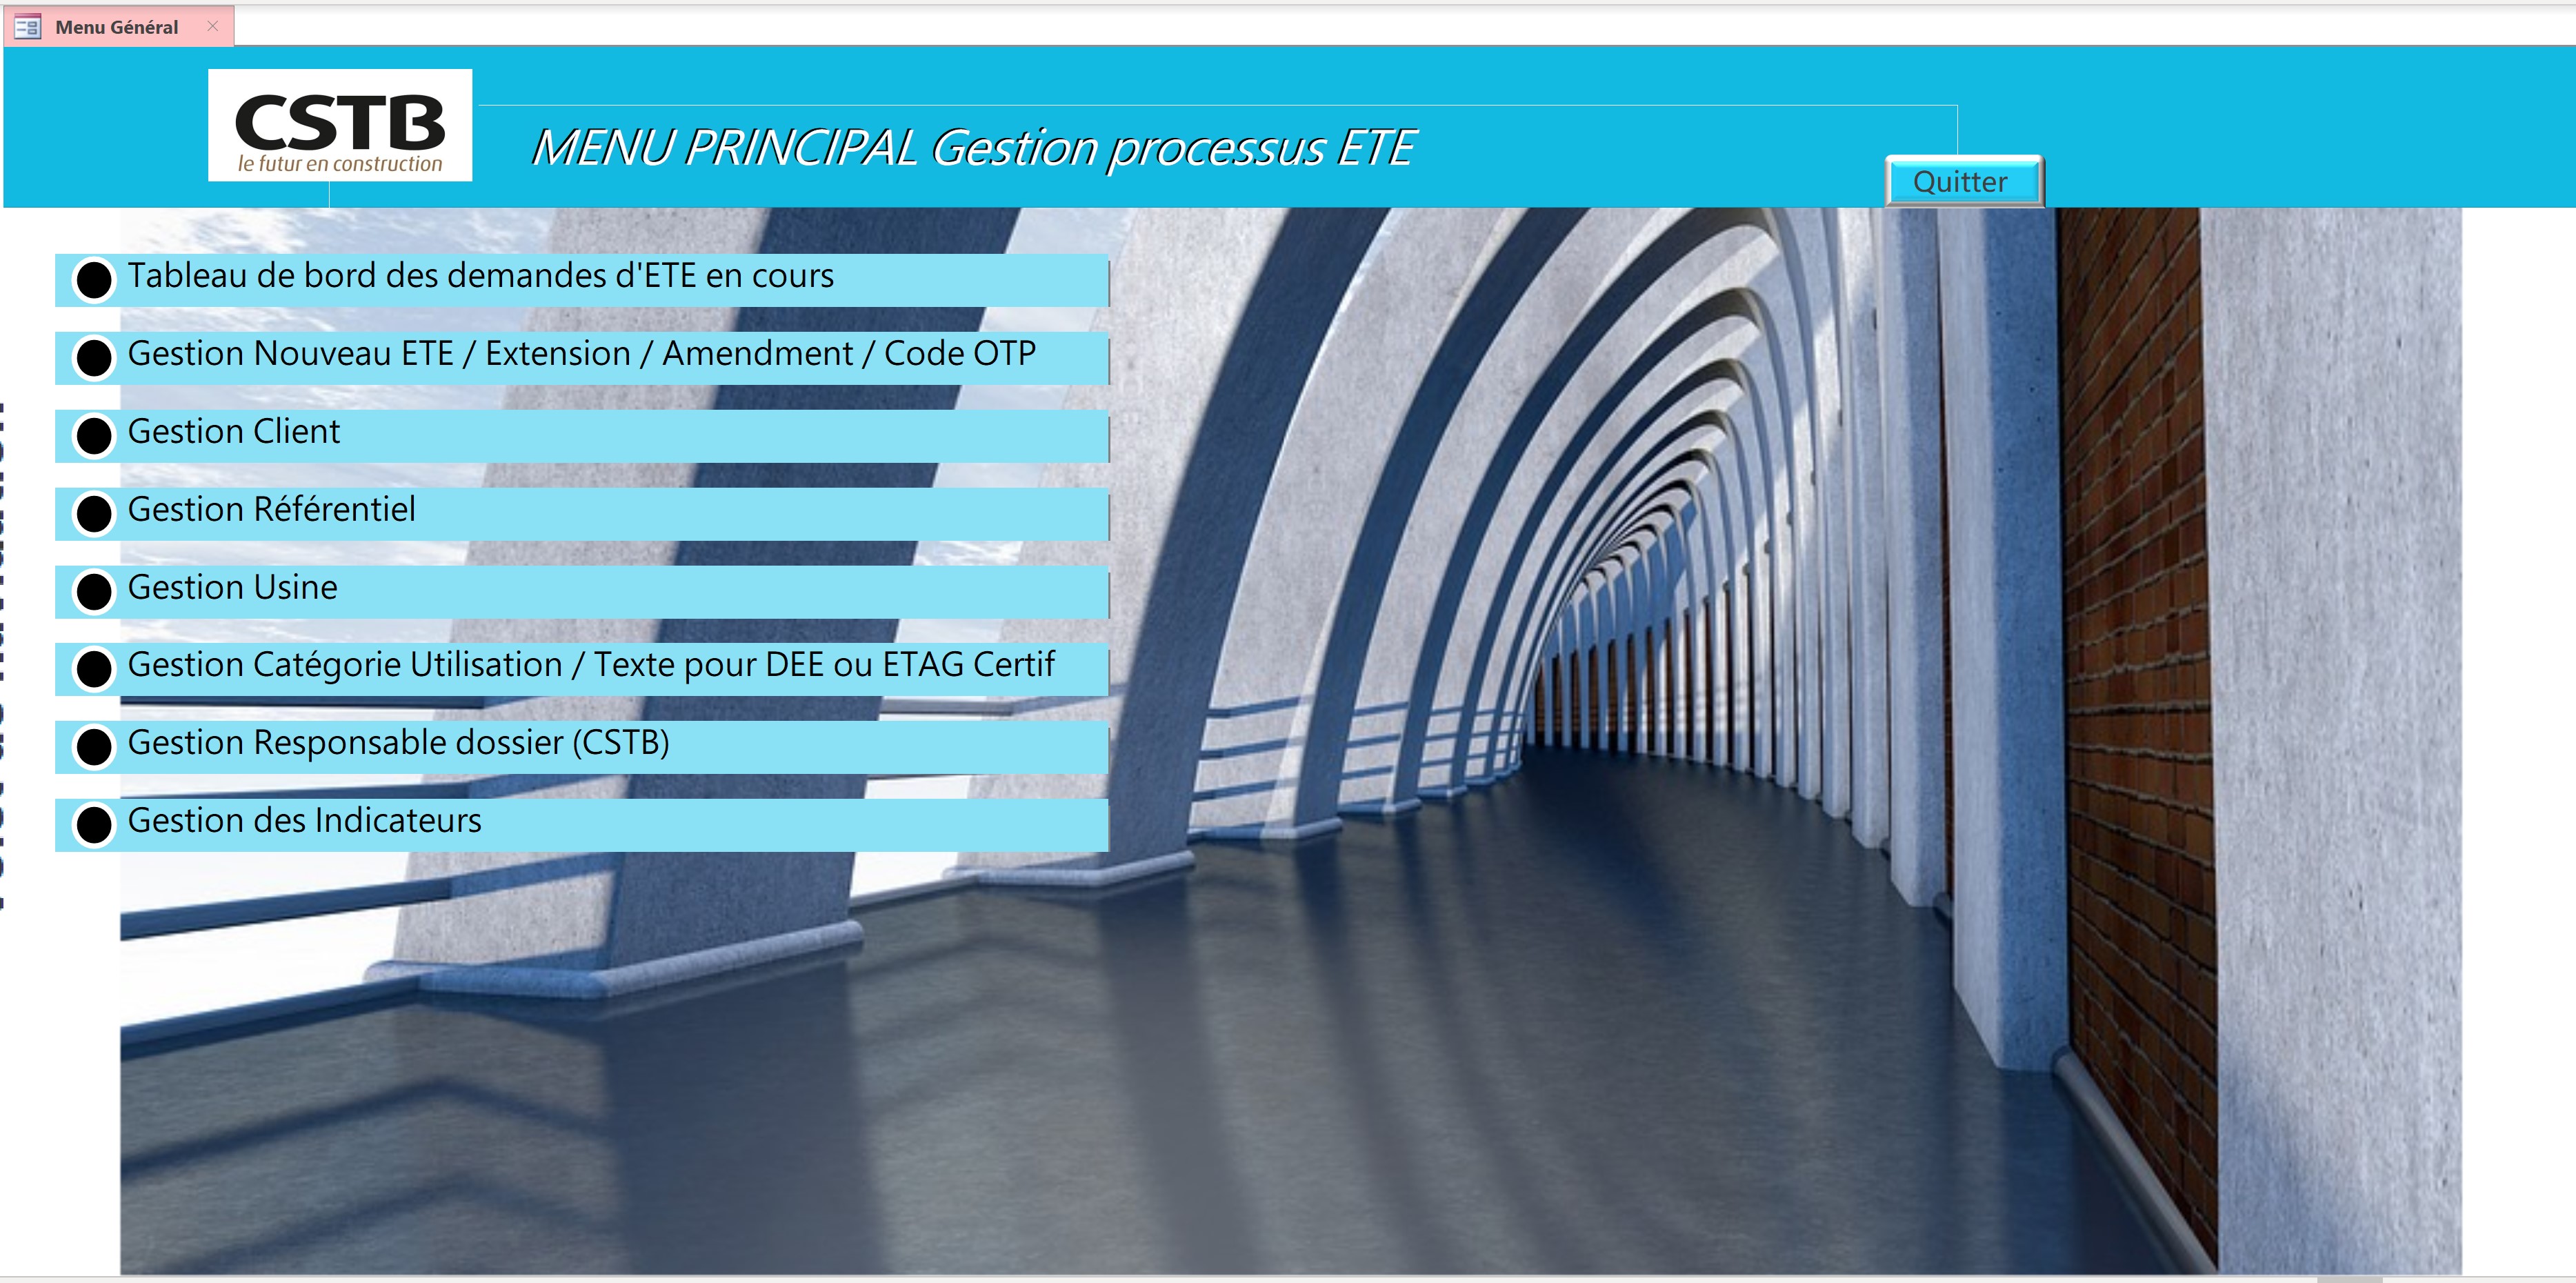 Menu Général
CSTB
le futur en construction
MENU PRINCIPAL Gestion processus ETE
Quitter
Tableau de bord des demandes d'ETE en cours
Gestion Nouveau ETE / Extension / Amendment / Code OTP
Gestion Client
Gestion Référentiel
Gestion Usine
Gestion Catégorie Utilisation / Texte pour DEE ou ETAG Certif
Gestion Responsable dossier (CSTB)
Gestion des Indicateurs